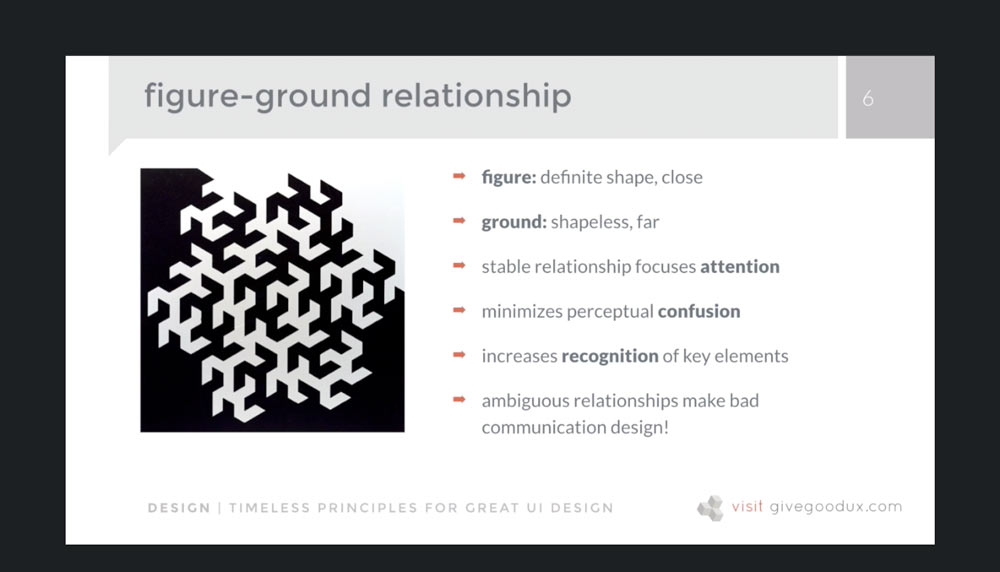 figure-ground relationship
6
figure: definite shape, close
ground: shapeless, far
stable relationship focuses attention
minimizes perceptual confusion
increases recognition of key elements
ambiguous relationships make bad
communication design!
DESIGN | TIMELESS PRINCIPLES FOR GREAT UI DESIGN
visit givegoodux.com